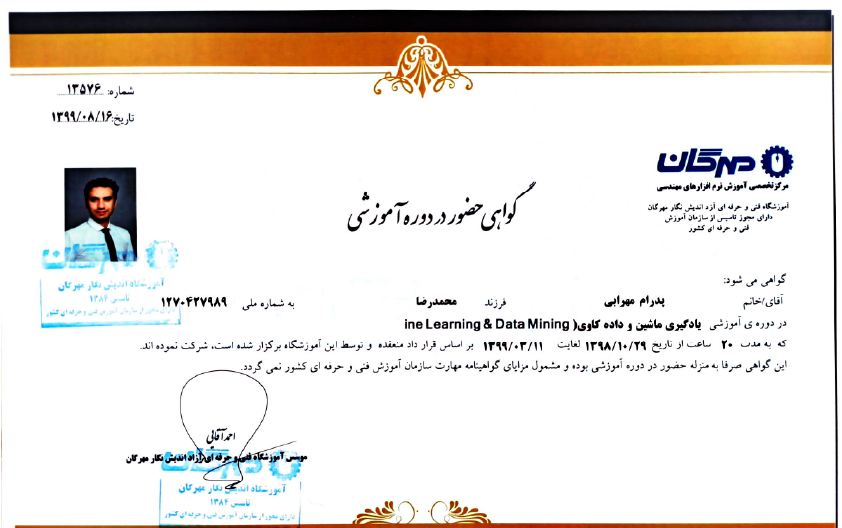 شماره: ۱۳۵۷۶
تاریخ: ۱۳۹۹/۰۸/۱۶
مهرگان
مرکز تخصصی آموزش نرم افزارهای مهندسی
آموزشگاه فنی و حرفه ای آزاد اندیش نگار مهرگان
دارای مجوز تاسیس از سازمان آموزش
فنی و حرفه ای کشور
گواهی حضور در دوره آموزشی
آموزشگاه اندیش نگار مهرگان
تاسیس ۱۳۸۴
دارای مجوز از سازمان آموزش فنی و حرفه ای کشور
گواهی می شود:
آقای/خانم پدرام مهرابی فرزند محمدرضا به شماره ملی ۱۲۷۰۴۲۷۹۸۹
در دوره ی آموزشی یادگیری ماشین و داده کاوی( ine Learning & Data Mining
که به مدت ۲۰ ساعت از تاریخ ۱۳۹۸/۱۰/۲۹ لغایت ۱۳۹۹/۰۳/۱۱ بر اساس قرار داد منعقده و توسط این آموزشگاه برگزار شده است، شرکت نموده اند.
این گواهی صرفا به منزله حضور در دوره آموزشی بوده و مشمول مزایای گواهینامه مهارت سازمان آموزش فنی و حرفه ای کشور نمی گردد.
احمد آقالی
موسس آموزشگاه فنی و حرفه ای آزاد اندیش نگار مهرگان
آموزشگاه اندیش نگار مهرگان
تاسیس ۱۳۸۴
دارای مجوز از سازمان آموزش فنی و حرفه ای کشور